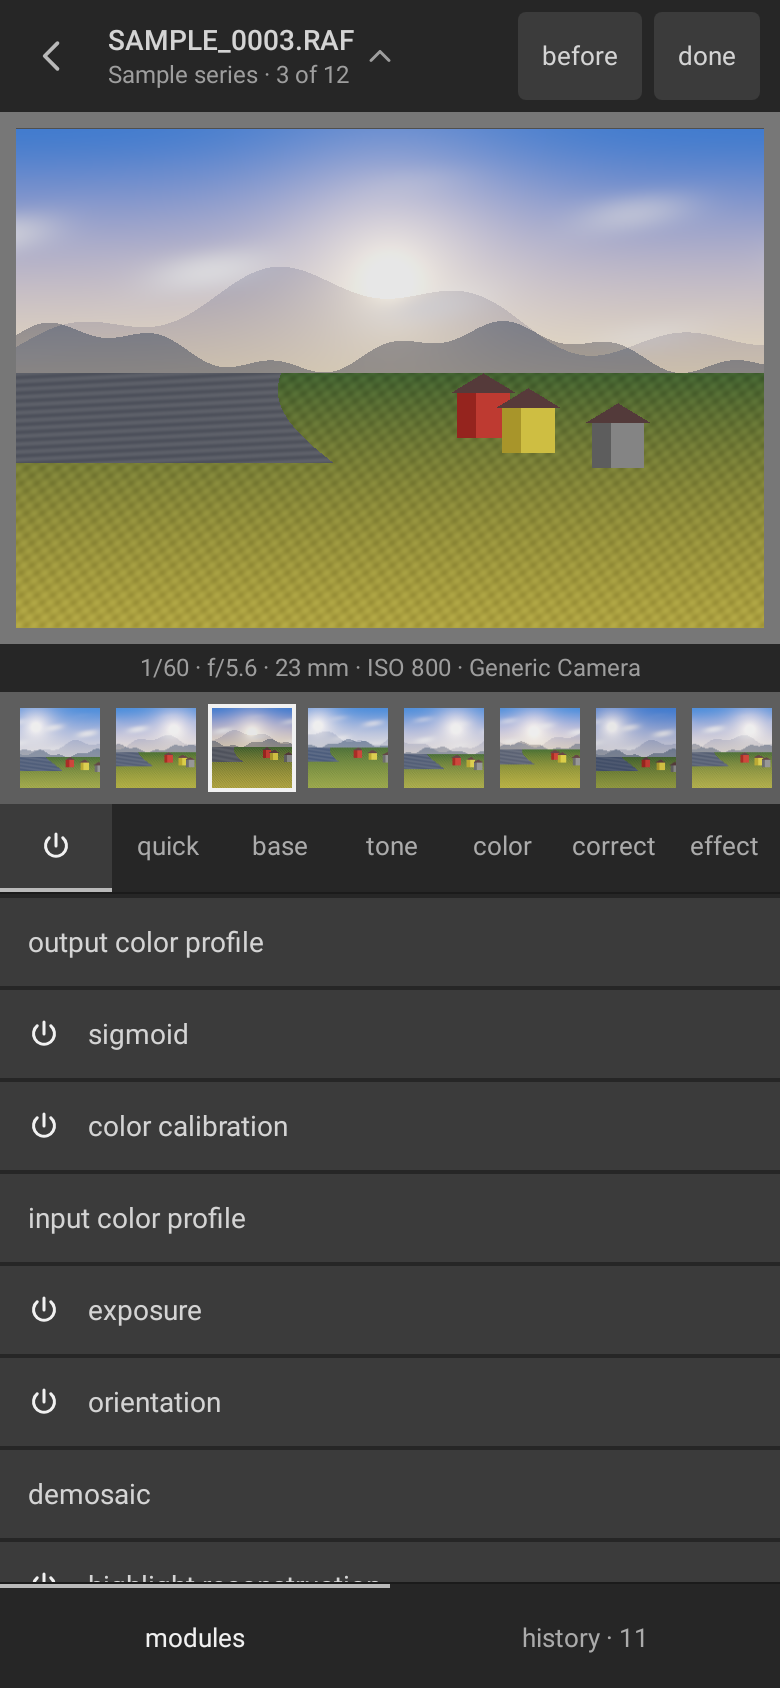 SAMPLE_0003.RAF
Sample series · 3 of 12
before
done
1/60 · f/5.6 · 23 mm · ISO 800 · Generic Camera
quick base tone color correct effect
output color profile
sigmoid
color calibration
input color profile
exposure
orientation
demosaic
highlight reconstruction
modules
history · 11